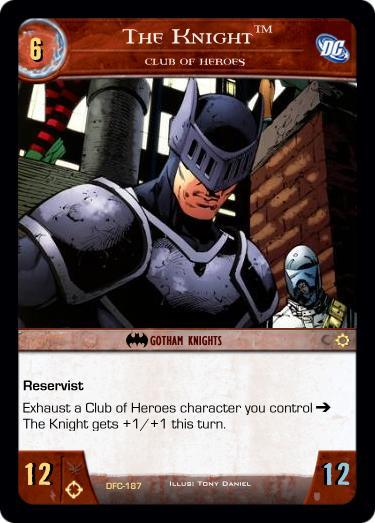 6
The Knight™
DC
Club of Heroes
Gotham Knights
Reservist
Exhaust a Club of Heroes character you control ➔
The Knight gets +1/+1 this turn.
12
DFC-187
Illus: Tony Daniel
12